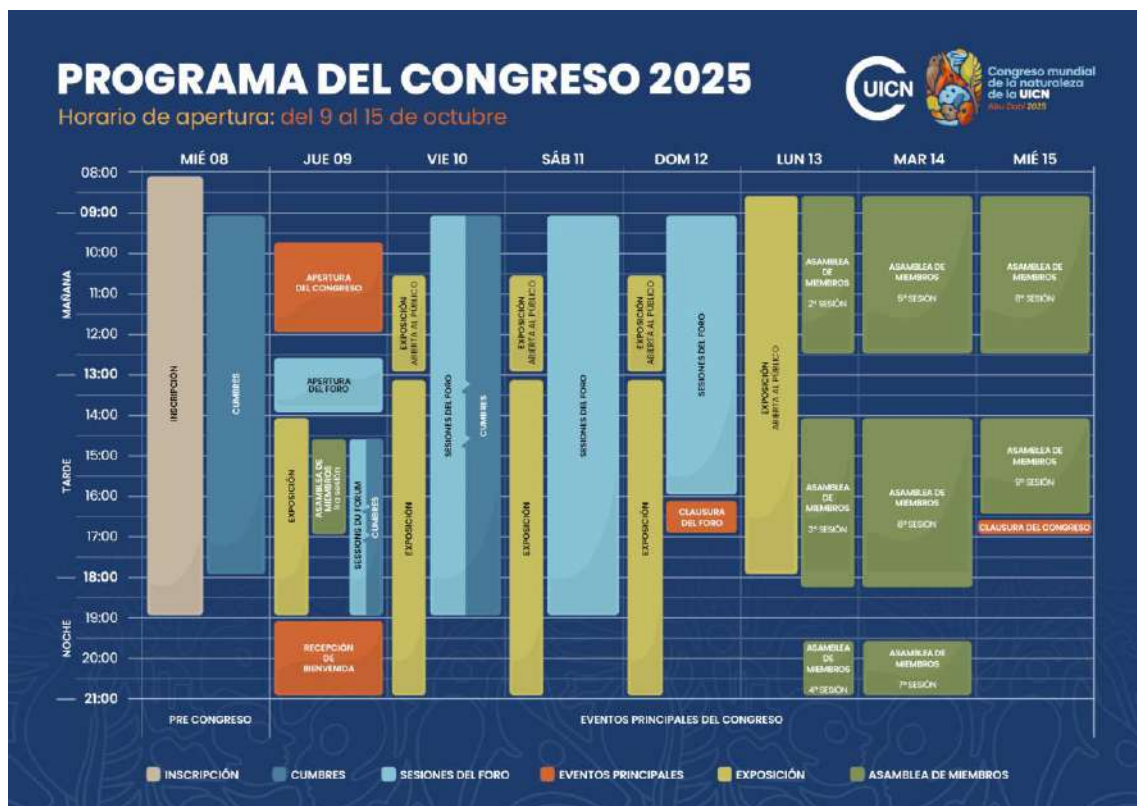 PROGRAMA DEL CONGRESO 2025
Horario de apertura: del 9 al 15 de octubre
UICN
Congreso mundial
de la naturaleza
de la UICN
Abu Dabi 2025
MIÉ 08
JUE 09
VIE 10
SÁB 11
DOM 12
LUN 13
MAR 14
MIÉ 15
08:00
09:00
10:00
11:00
12:00
13:00
14:00
15:00
16:00
17:00
18:00
19:00
20:00
21:00
MAÑANA
TARDE
NOCHE
INSCRIPCIÓN
CUMBRES
APERTURA
DEL CONGRESO
APERTURA
DEL FORO
EXPOSICIÓN
ASAMBLEA DE
MIEMBROS
1ra sesión
SESSIONS DU FORUM
CUMBRES
RECEPCIÓN
DE
BIENVENIDA
EXPOSICIÓN
ABIERTA AL PÚBLICO
EXPOSICIÓN
SESIONES DEL FORO
CUMBRES
EXPOSICIÓN
ABIERTA AL PÚBLICO
EXPOSICIÓN
SESIONES DEL FORO
EXPOSICIÓN
ABIERTA AL PÚBLICO
EXPOSICIÓN
SESIONES DEL FORO
CLAUSURA
DEL FORO
EXPOSICIÓN
ABIERTA AL PÚBLICO
ASAMBLEA
DE
MIEMBROS
2ª SESIÓN
ASAMBLEA
DE
MIEMBROS
3ª SESIÓN
ASAMBLEA
DE
MIEMBROS
4ª SESIÓN
ASAMBLEA DE
MIEMBROS
5ª SESIÓN
ASAMBLEA DE
MIEMBROS
6ª SESIÓN
ASAMBLEA DE
MIEMBROS
7ª SESIÓN
ASAMBLEA DE
MIEMBROS
8ª SESIÓN
ASAMBLEA DE
MIEMBROS
9ª SESIÓN
CLAUSURA DEL CONGRESO
PRE CONGRESO
EVENTOS PRINCIPALES DEL CONGRESO
INSCRIPCIÓN
CUMBRES
SESIONES DEL FORO
EVENTOS PRINCIPALES
EXPOSICIÓN
ASAMBLEA DE MIEMBROS